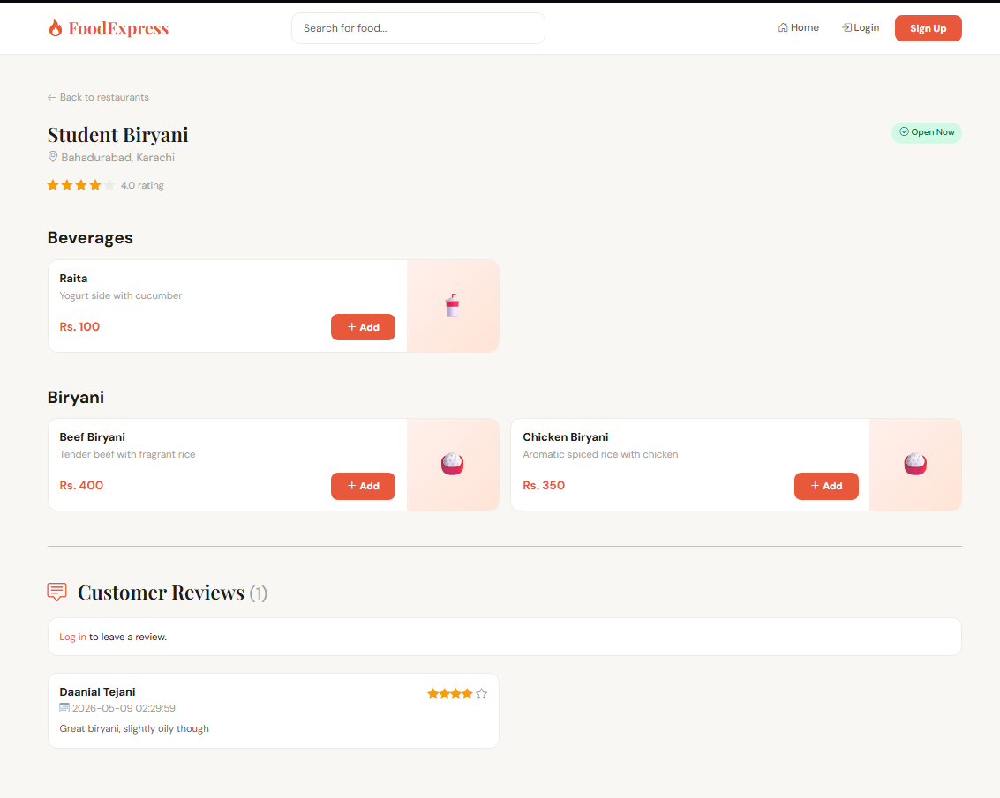 FoodExpress
Search for food...
Home
Login
Sign Up
← Back to restaurants
Student Biryani
Open Now
Bahadurabad, Karachi
4.0 rating
Beverages
Raita
Yogurt side with cucumber
Rs. 100
+ Add
Biryani
Beef Biryani
Tender beef with fragrant rice
Rs. 400
+ Add
Chicken Biryani
Aromatic spiced rice with chicken
Rs. 350
+ Add
Customer Reviews (1)
Log in to leave a review.
Daanial Tejani
2026-05-09 02:29:59
Great biryani, slightly oily though